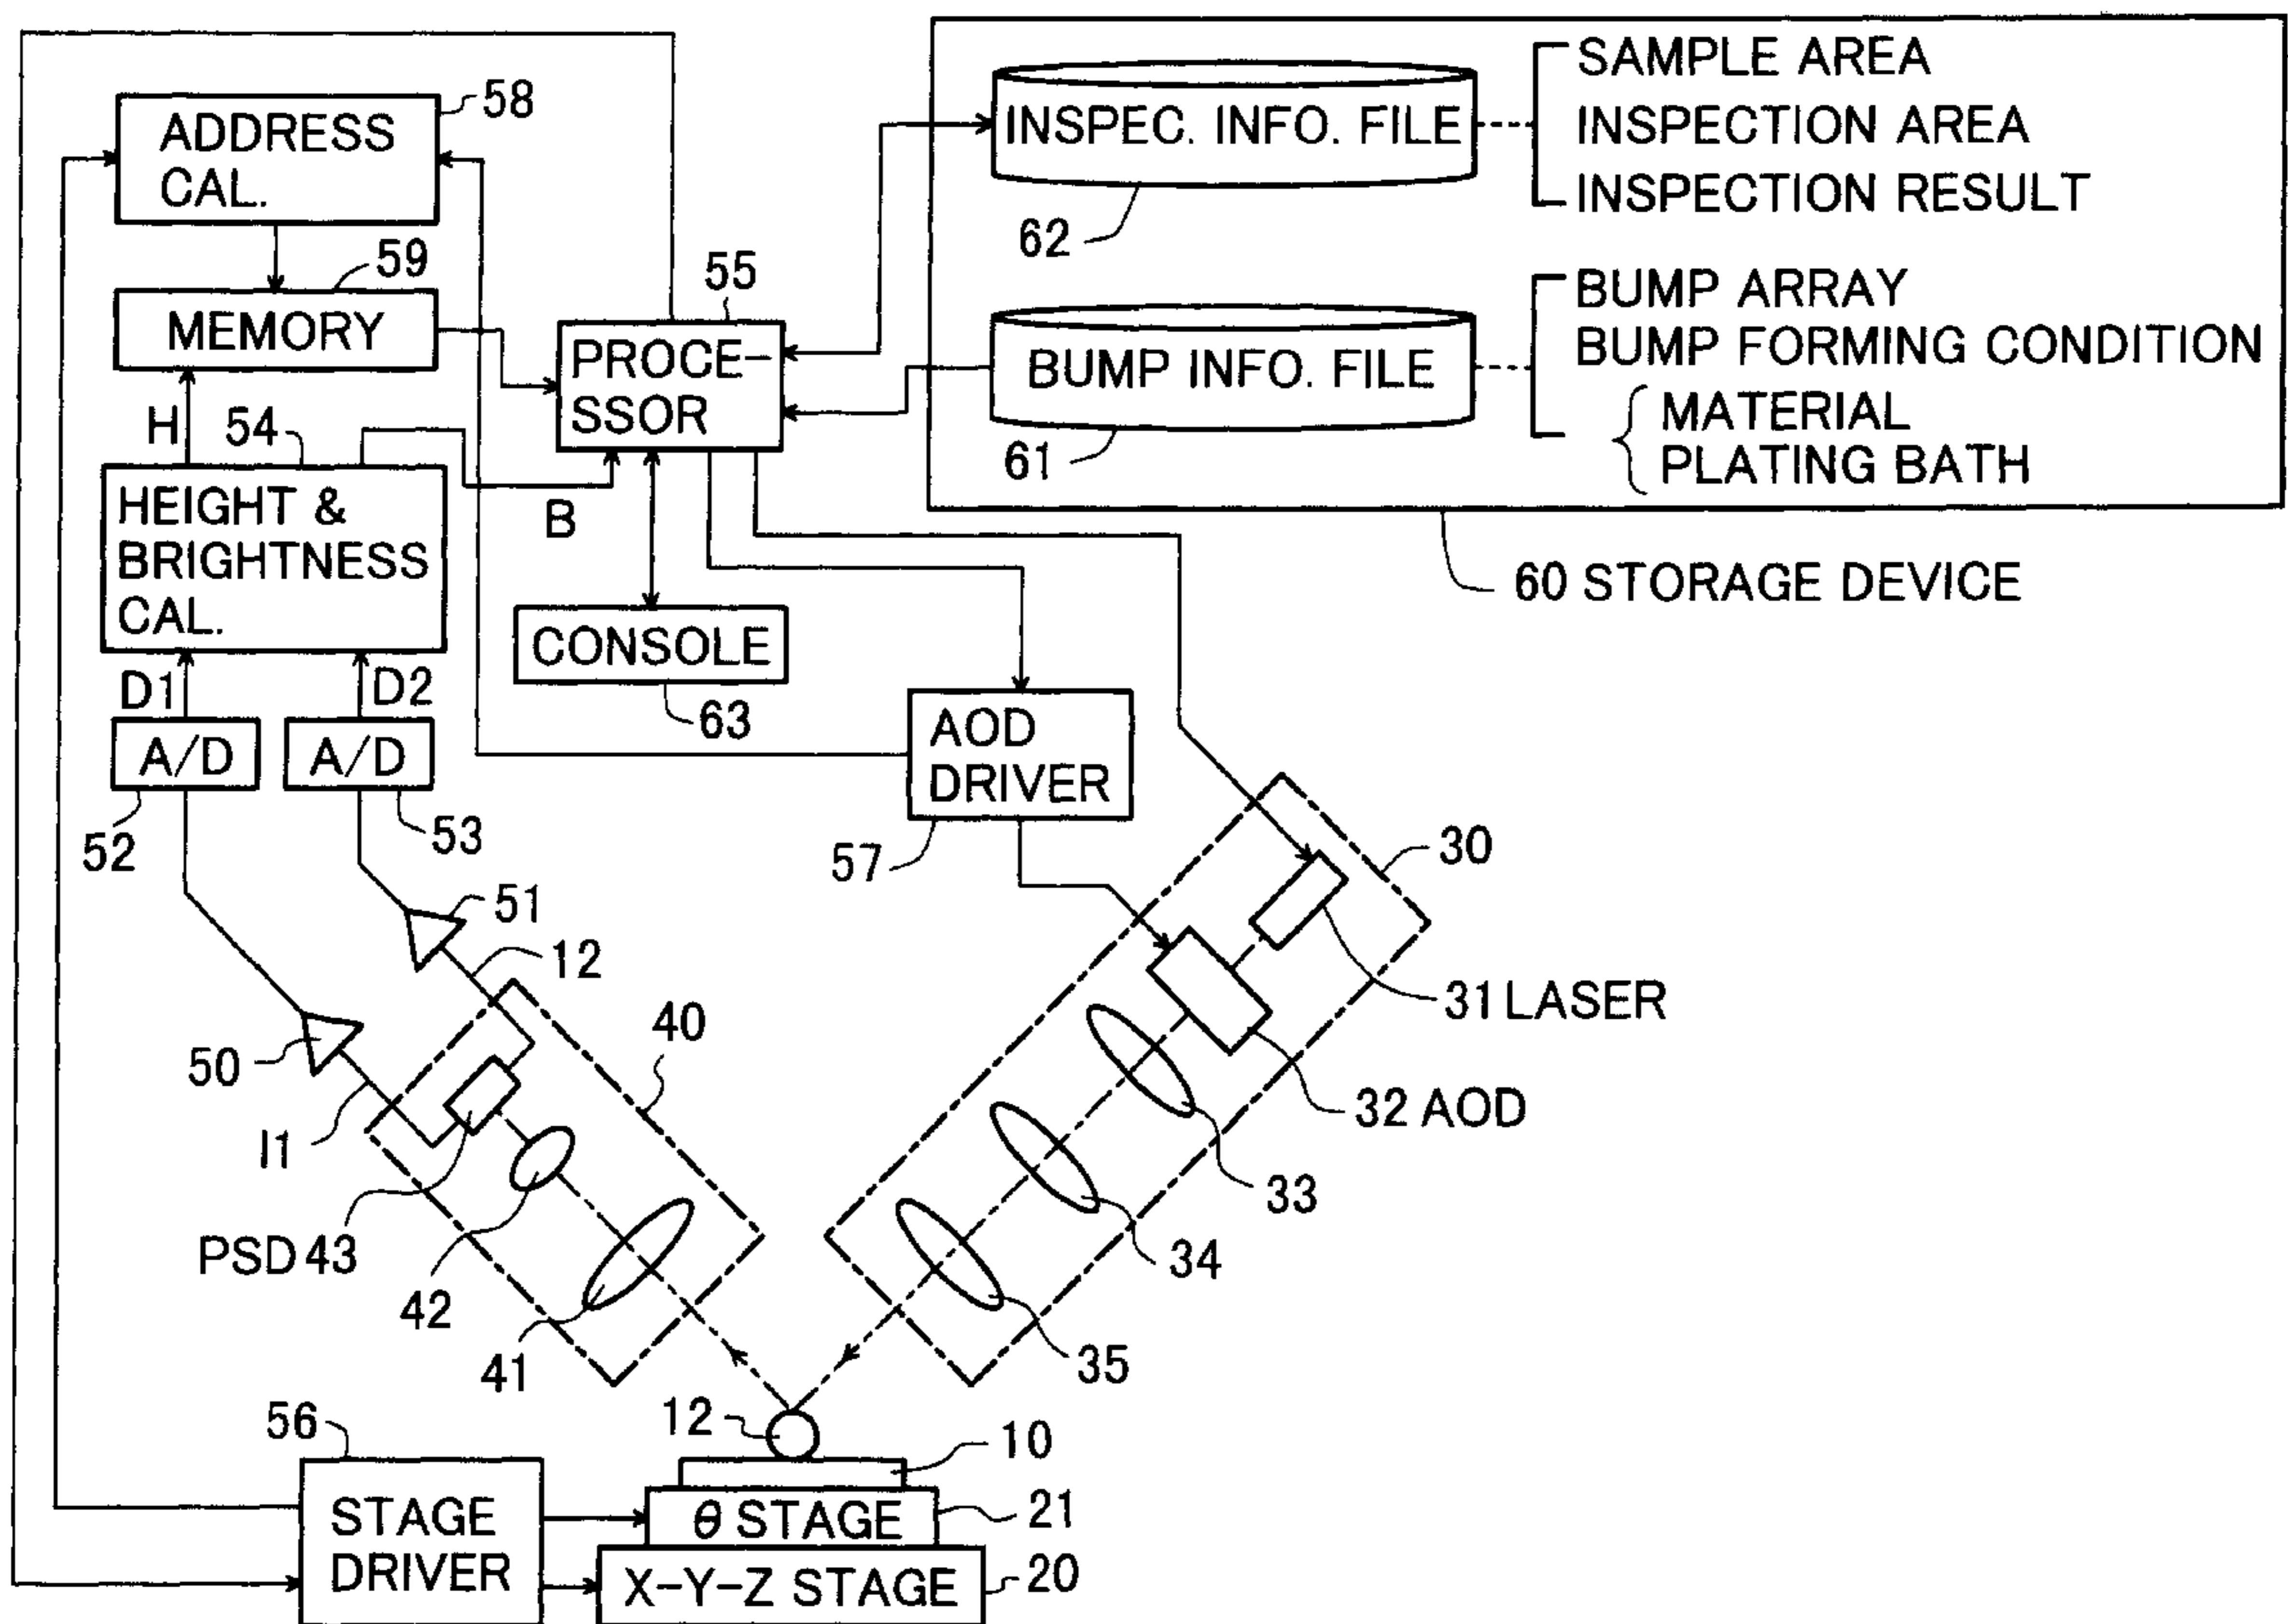 SAMPLE AREA
INSPECTION AREA
INSPECTION RESULT
INSPEC. INFO. FILE
62
58
ADDRESS
CAL.
59
MEMORY
55
PROCE-
SSOR
BUMP INFO. FILE
61
BUMP ARRAY
BUMP FORMING CONDITION
MATERIAL
PLATING BATH
60 STORAGE DEVICE
H
54
B
HEIGHT &
BRIGHTNESS
CAL.
CONSOLE
63
D1
D2
A/D
A/D
52
53
AOD
DRIVER
57
30
51
12
31 LASER
50
40
32 AOD
I1
33
PSD 43
34
42
41
35
12
10
56
STAGE
DRIVER
θ STAGE
21
X-Y-Z STAGE
20